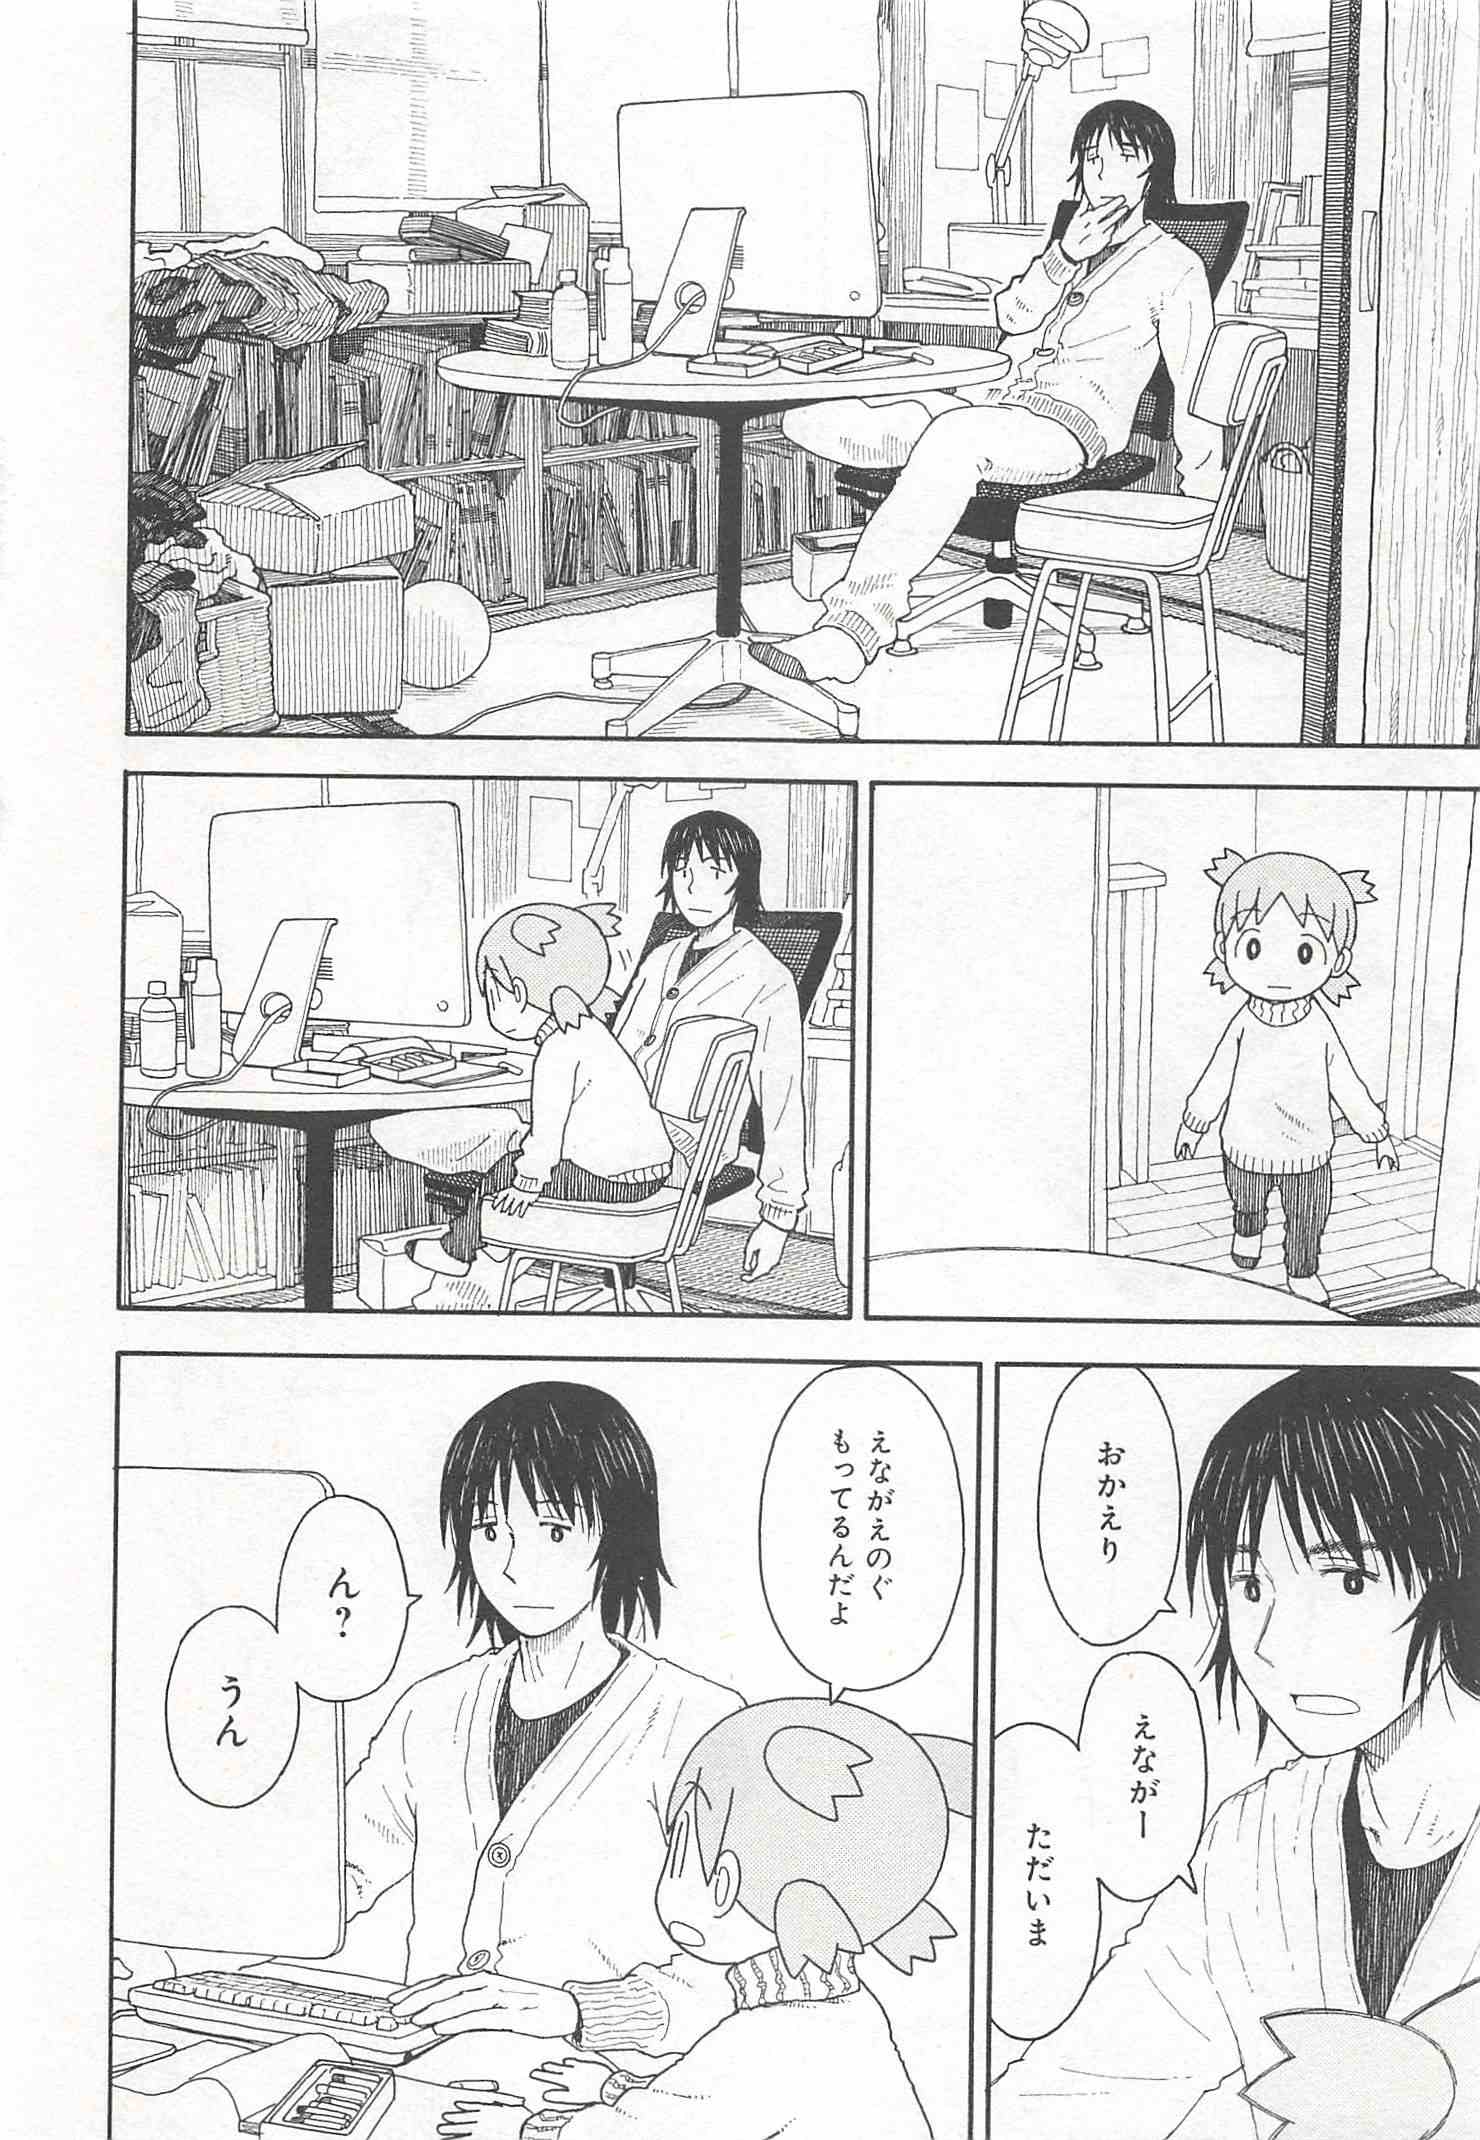 おかえり
えながー
ただいま
えながえのぐ
もってるんだよ
ん?
うん